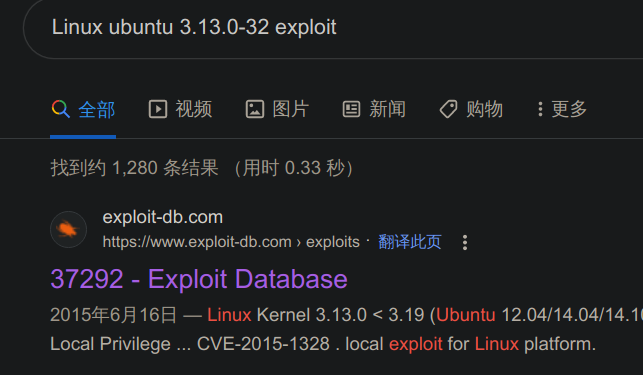 Linux ubuntu 3.13.0-32 exploit
全部 视频 图片 新闻 购物 更多
找到约 1,280 条结果 （用时 0.33 秒）
exploit-db.com
https://www.exploit-db.com › exploits · 翻译此页
37292 - Exploit Database
2015年6月16日 — Linux Kernel 3.13.0 < 3.19 (Ubuntu 12.04/14.04/14.10
Local Privilege ... CVE-2015-1328 . local exploit for Linux platform.